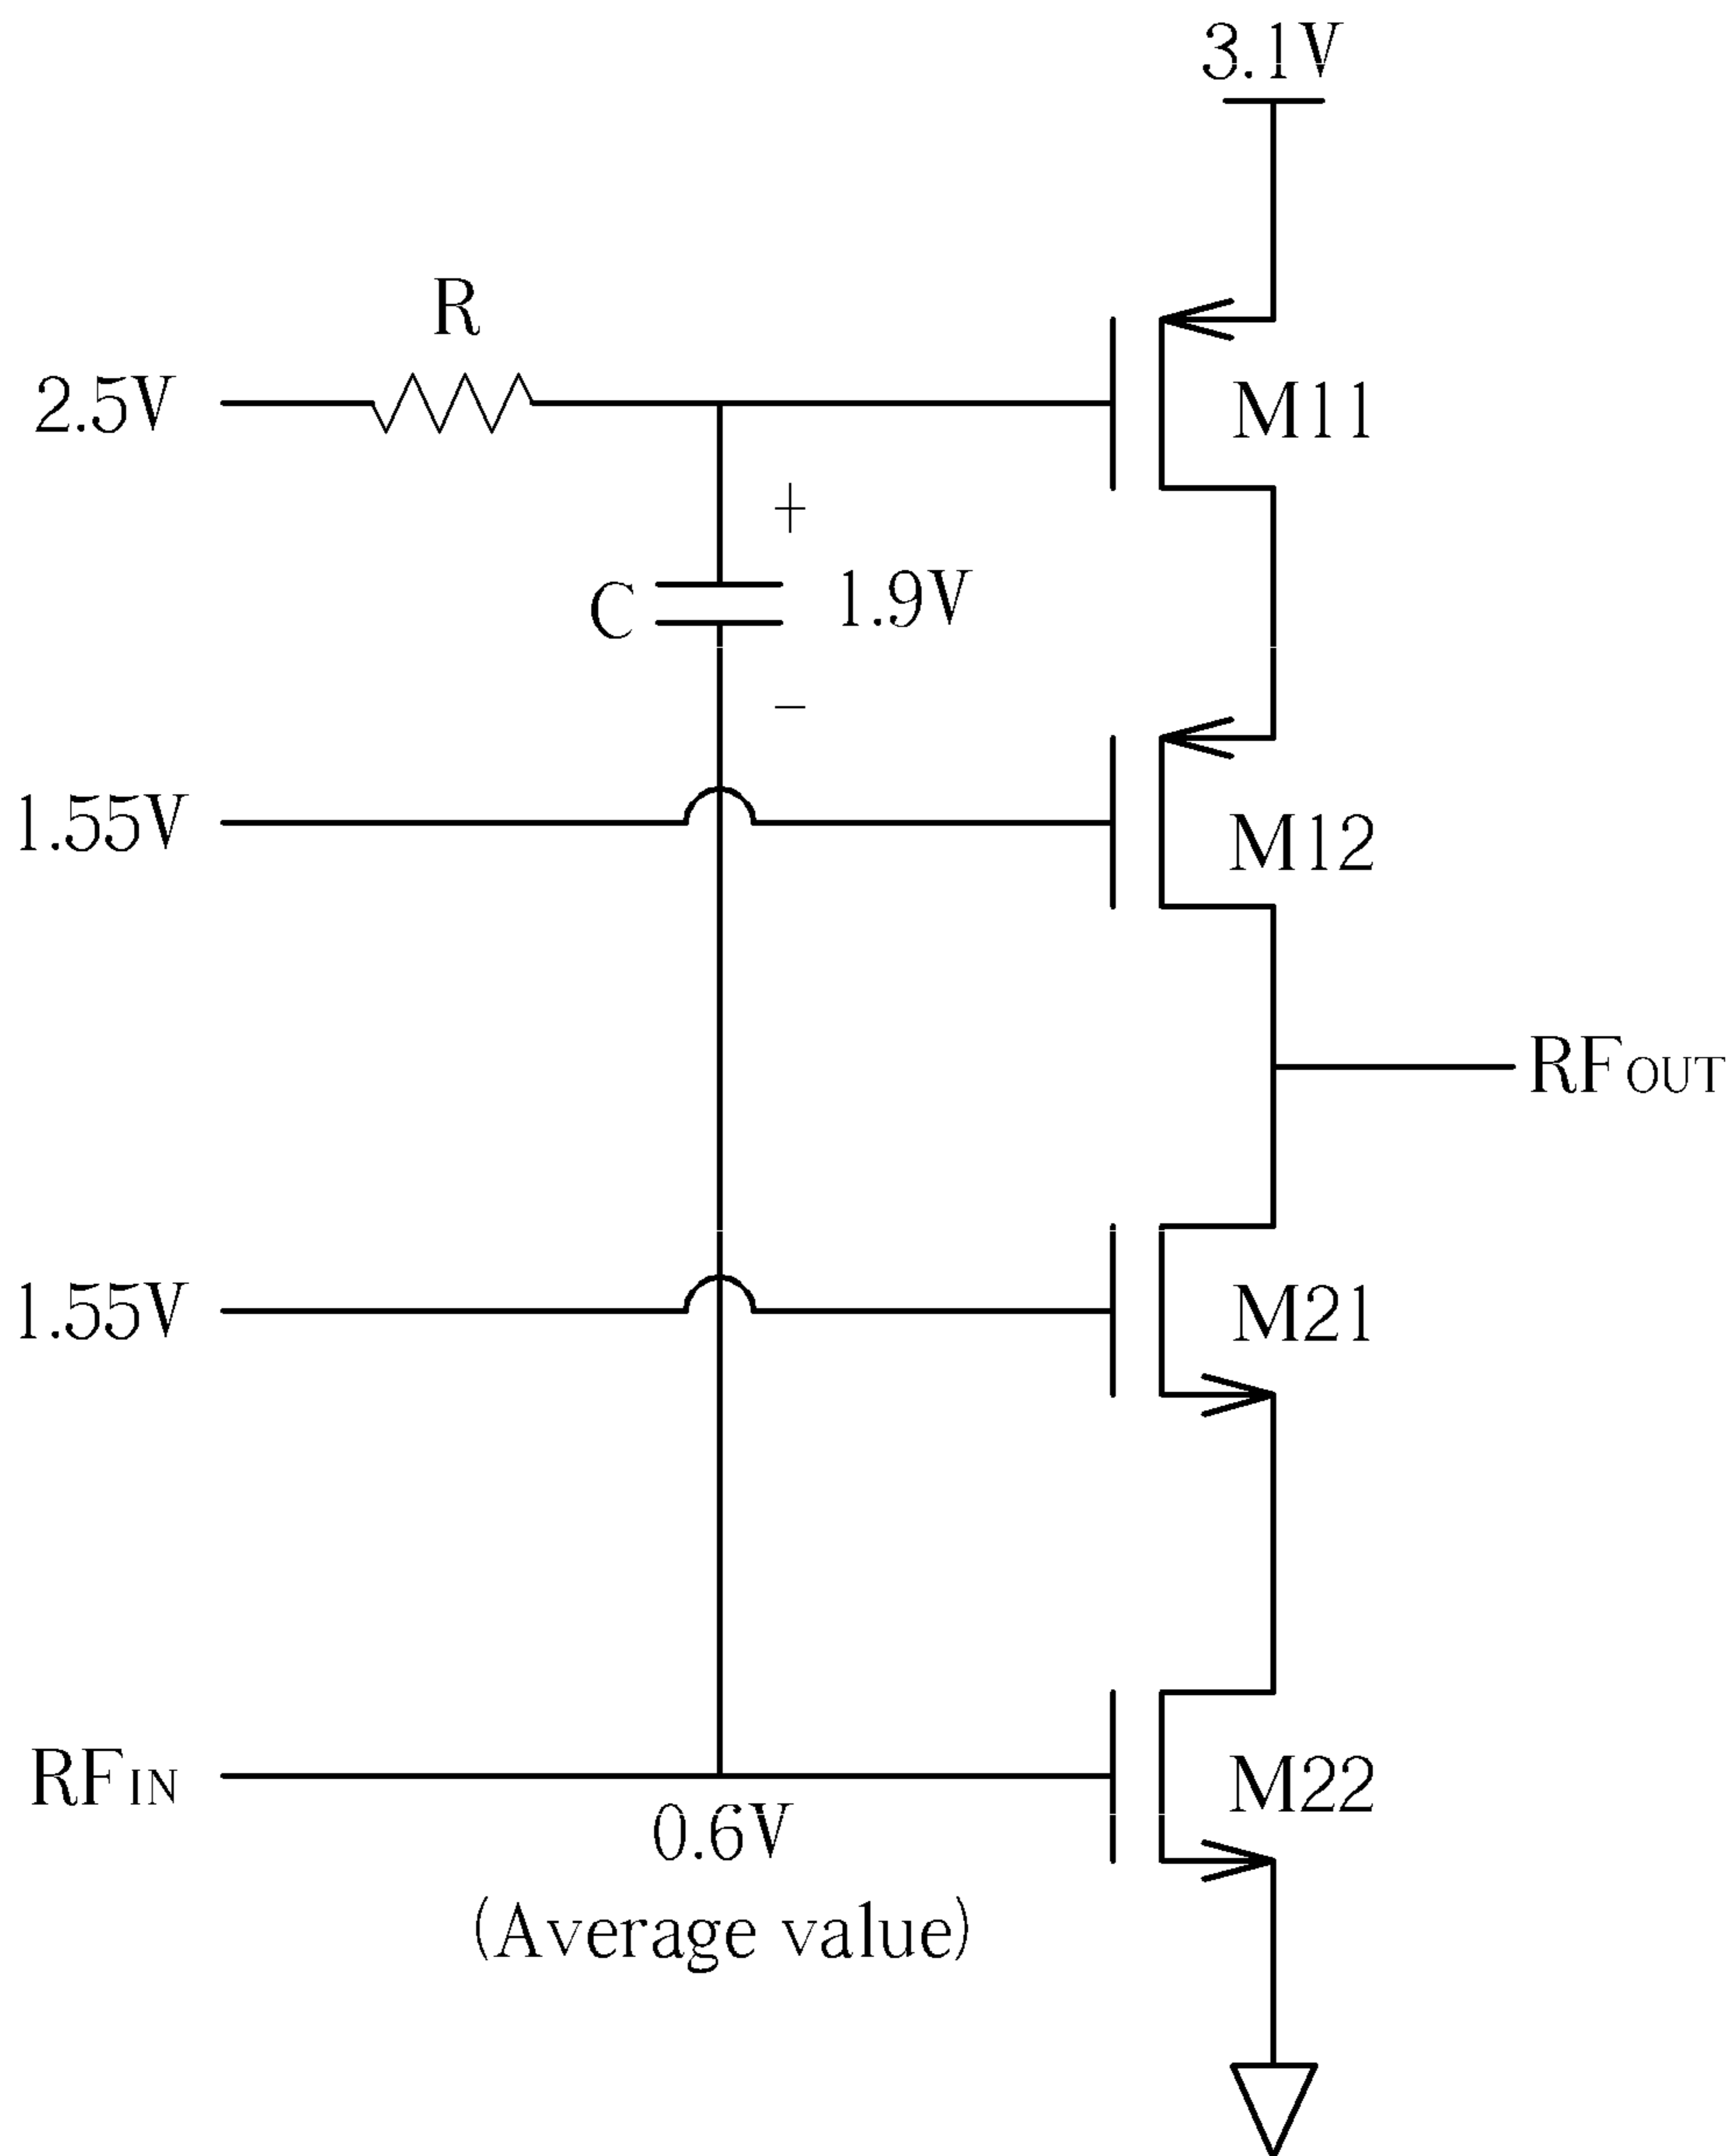 3.1V
R
2.5V
M11
+
C
1.9V
−
1.55V
M12
RFOUT
1.55V
M21
RFIN
M22
0.6V
(Average value)